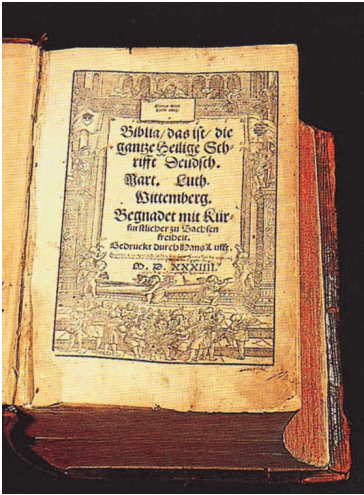 Biblia/ das ist/ die
gantze Heilige Sch-
rifft Deudsch.
Mart. Luth.
Wittemberg.
Begnadet mit Kür-
fürstlicher zu Sachsen
freiheit.
Gedruckt durch Hans Lufft.
M. D. XXXIIII.